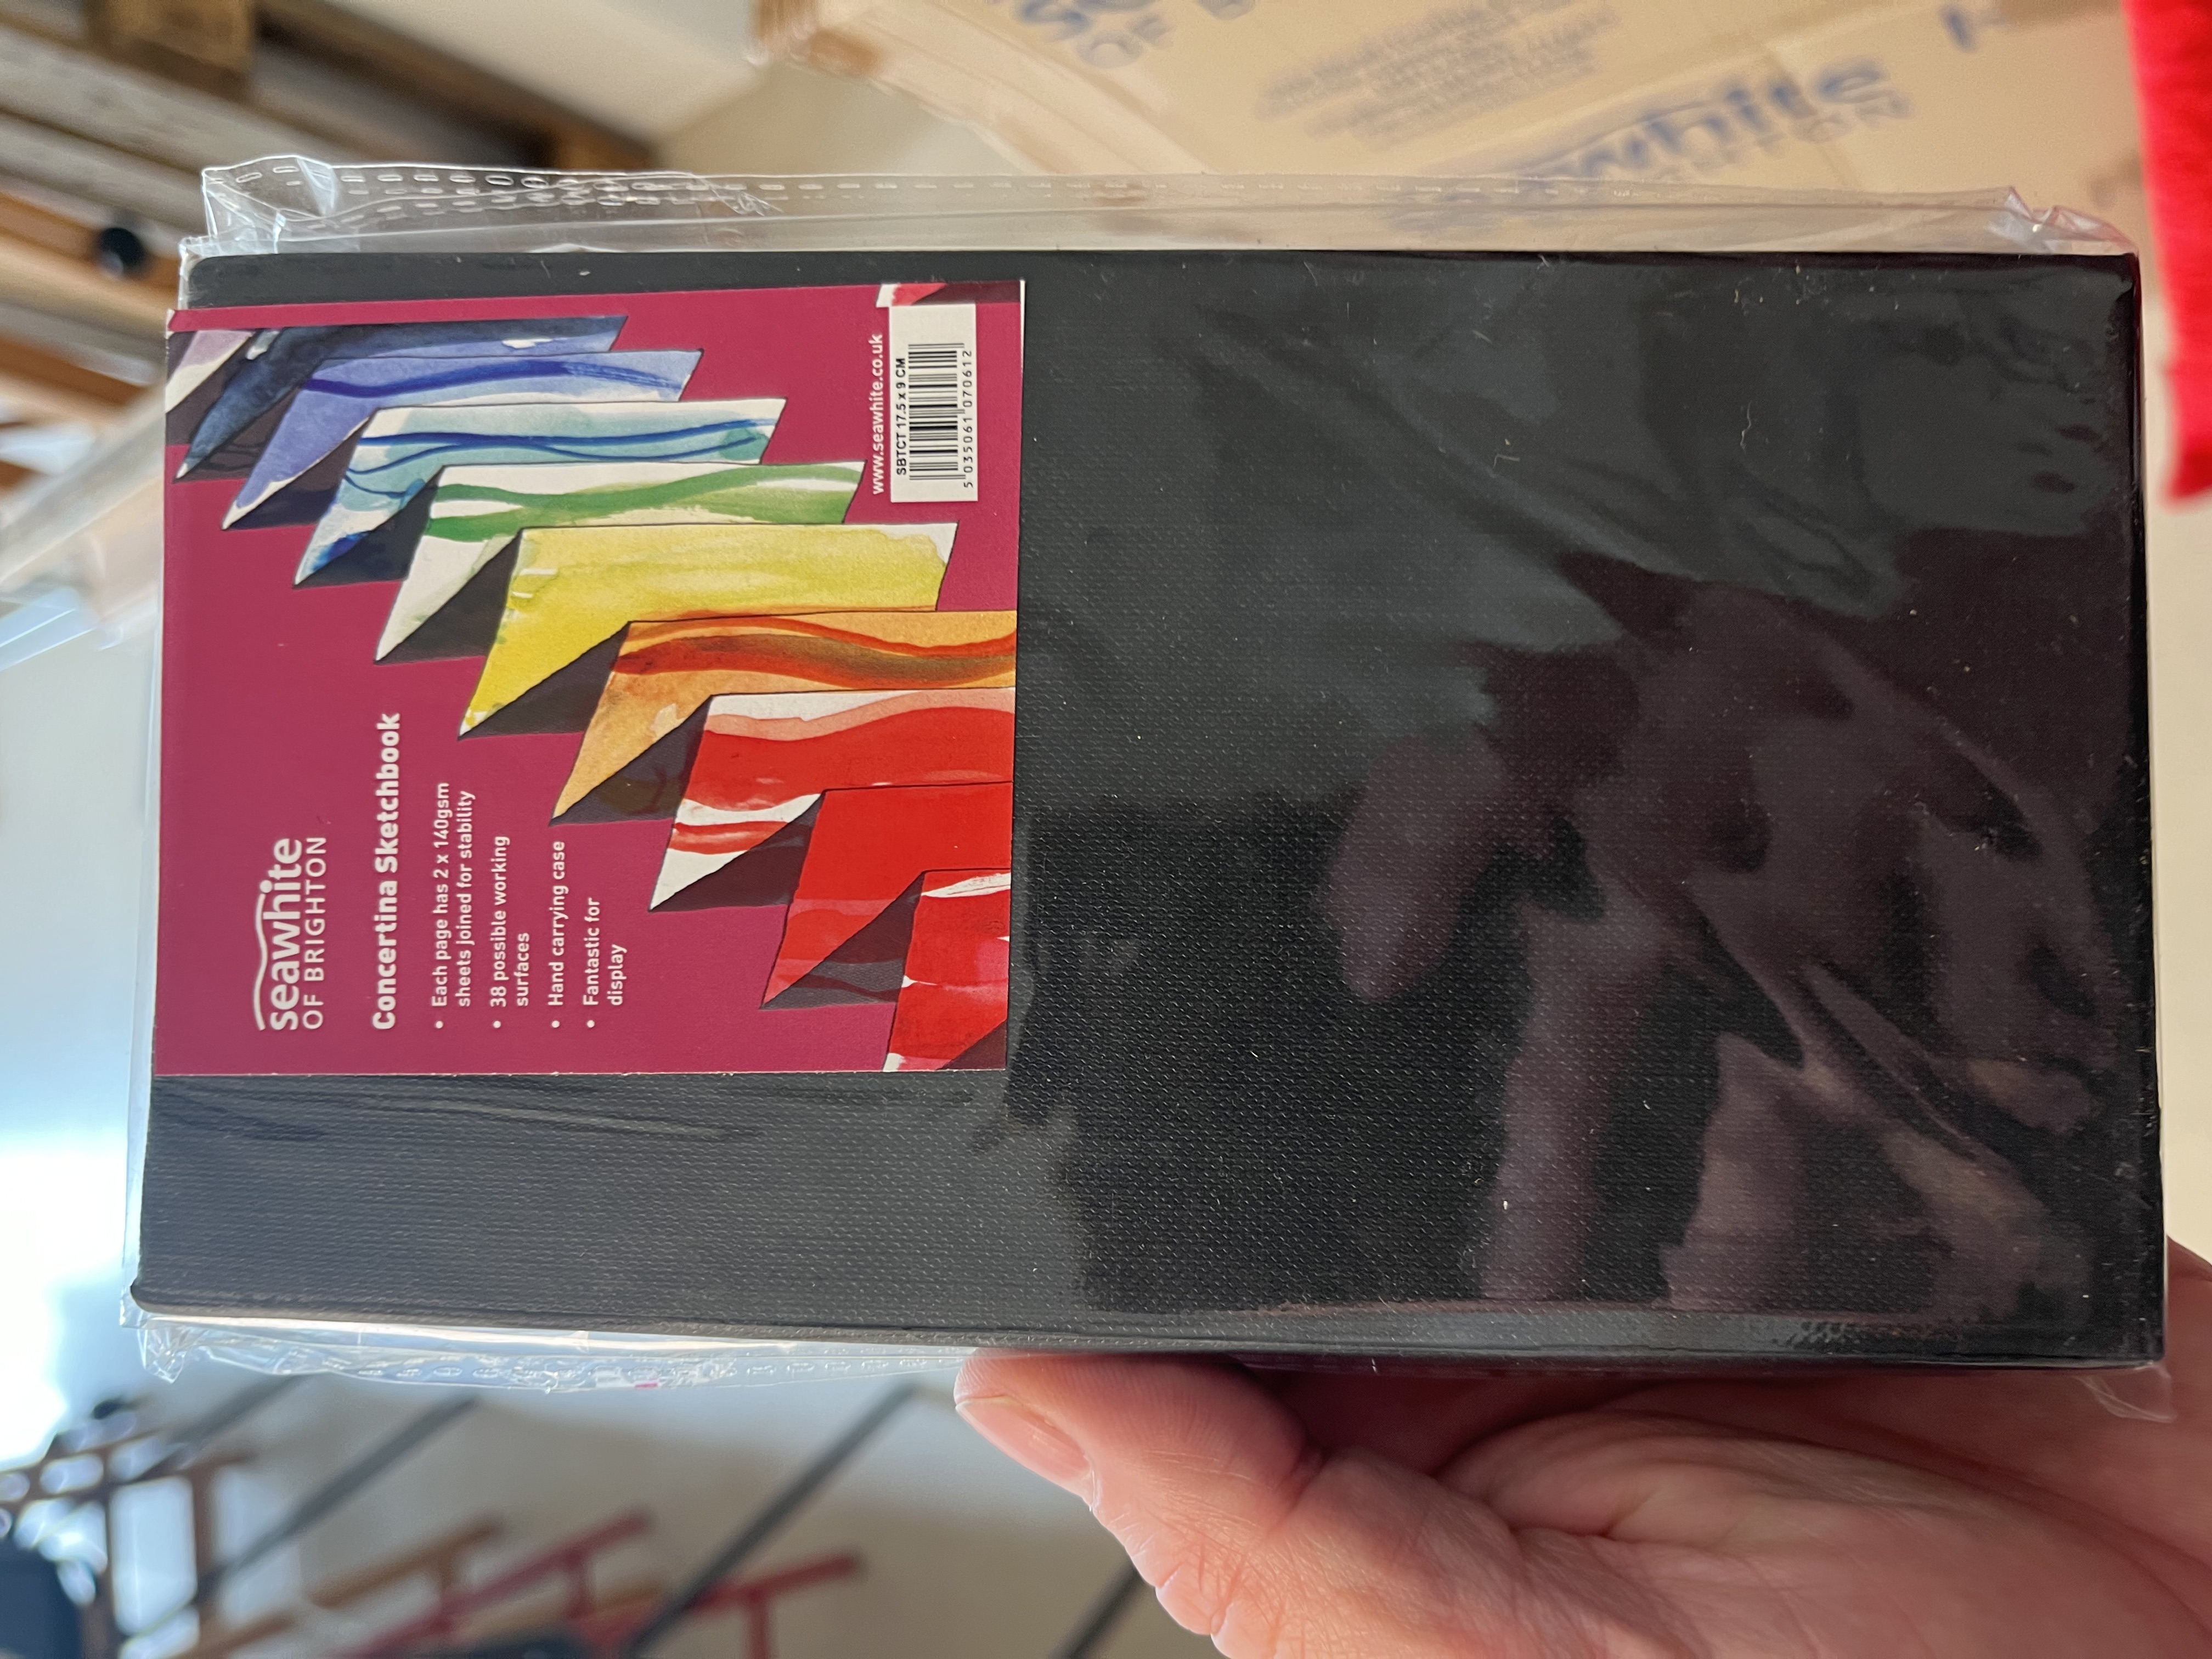 seawhite
OF BRIGHTON
Concertina Sketchbook
• Each page has 2 x 140gsm
sheets joined for stability
• 38 possible working
surfaces
• Hand carrying case
• Fantastic for
display
www.seawhite.co.uk
SBTCT 17.5 x 9 CM
5 035061 070612
seawhite